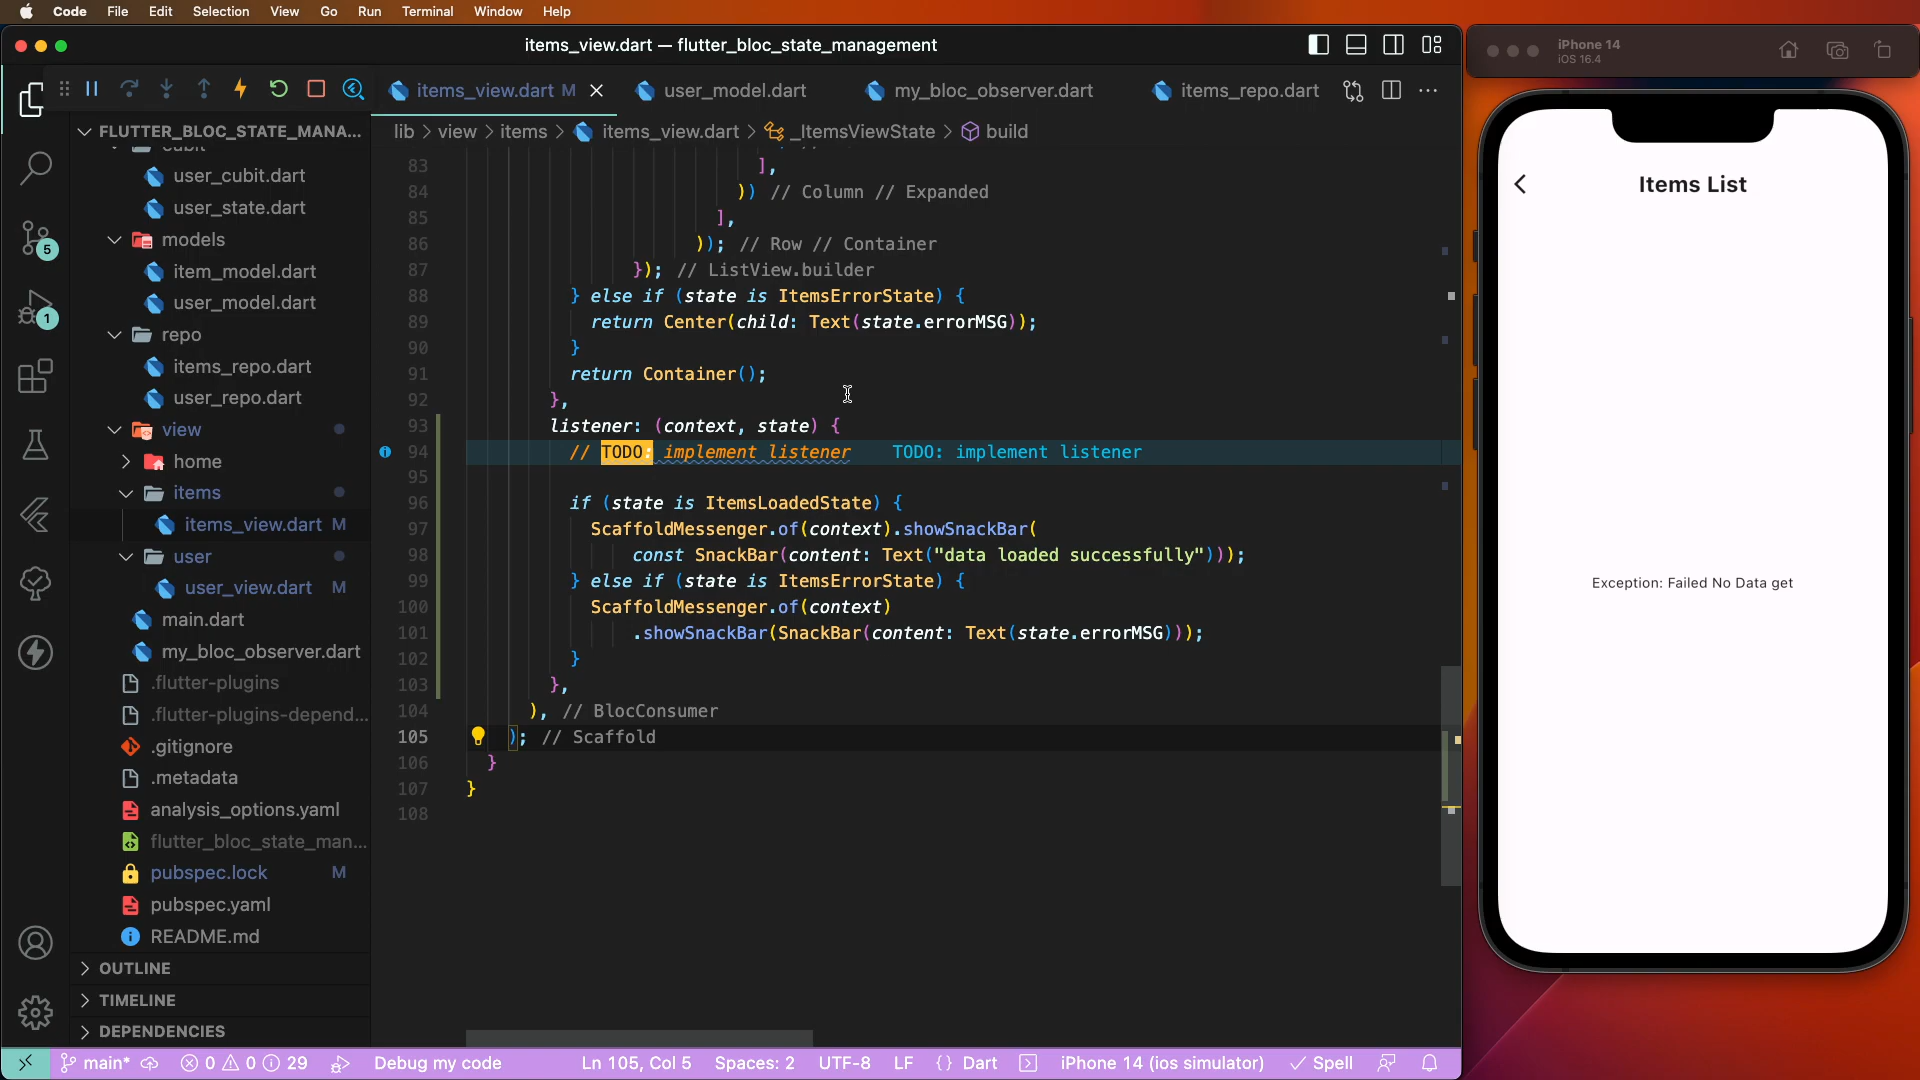 Code File Edit Selection View Go Run Terminal Window Help
items_view.dart — flutter_bloc_state_management
iPhone 14
iOS 16.4
items_view.dart M
user_model.dart
my_bloc_observer.dart
items_repo.dart
lib > view > items > items_view.dart > _ItemsViewState > build
FLUTTER_BLOC_STATE_MANA...
cubit
user_cubit.dart
user_state.dart
models
item_model.dart
user_model.dart
repo
items_repo.dart
user_repo.dart
view
home
items
items_view.dart M
user
user_view.dart M
main.dart
my_bloc_observer.dart
.flutter-plugins
.flutter-plugins-depend...
.gitignore
.metadata
analysis_options.yaml
flutter_bloc_state_man...
pubspec.lock M
pubspec.yaml
README.md
OUTLINE
TIMELINE
DEPENDENCIES
5
1
83 ],
84 )) // Column // Expanded
85 ],
86 )); // Row // Container
87 }); // ListView.builder
88 } else if (state is ItemsErrorState) {
89 return Center(child: Text(state.errorMSG));
90 }
91 return Container();
92 },
93 listener: (context, state) {
94 // TODO: implement listener TODO: implement listener
95
96 if (state is ItemsLoadedState) {
97 ScaffoldMessenger.of(context).showSnackBar(
98 const SnackBar(content: Text("data loaded successfully")));
99 } else if (state is ItemsErrorState) {
100 ScaffoldMessenger.of(context)
101 .showSnackBar(SnackBar(content: Text(state.errorMSG)));
102 }
103 },
104 ), // BlocConsumer
105 ); // Scaffold
106 }
107 }
108
Items List
Exception: Failed No Data get
main* 0 0 29 Debug my code Ln 105, Col 5 Spaces: 2 UTF-8 LF {} Dart iPhone 14 (ios simulator) Spell